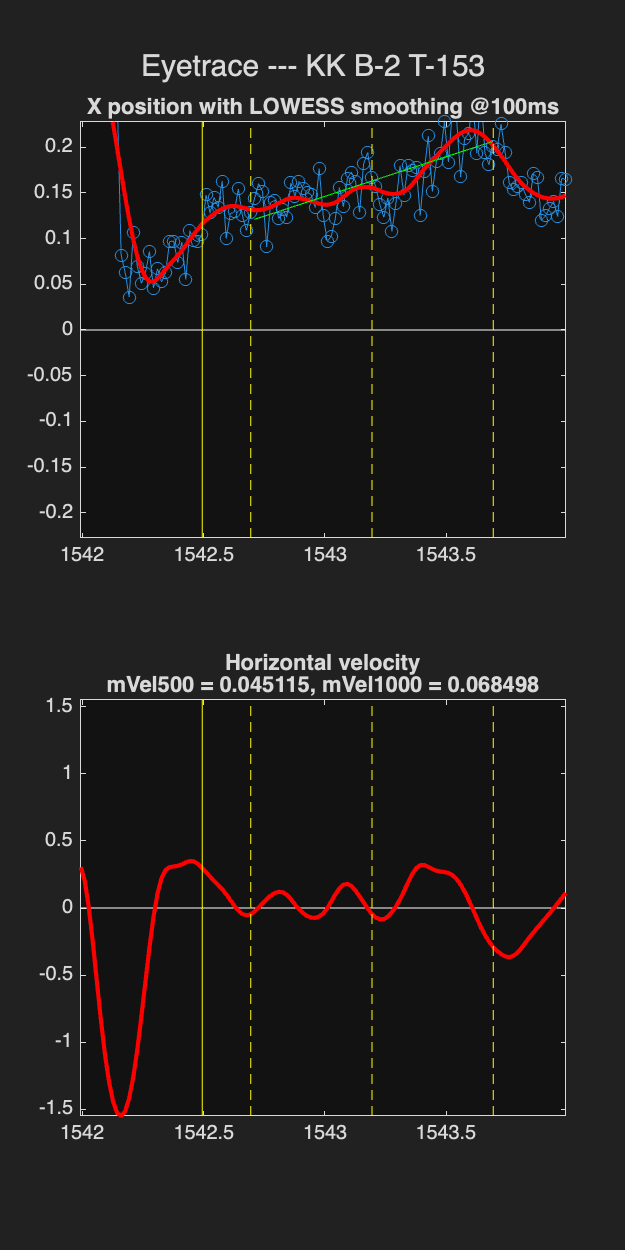 Eyetrace --- KK B-2 T-153
X position with LOWESS smoothing @100ms
0.2
0.15
0.1
0.05
0
-0.05
-0.1
-0.15
-0.2
1542 1542.5 1543 1543.5
Horizontal velocity
mVel500 = 0.045115, mVel1000 = 0.068498
1.5
1
0.5
0
-0.5
-1
-1.5
1542 1542.5 1543 1543.5